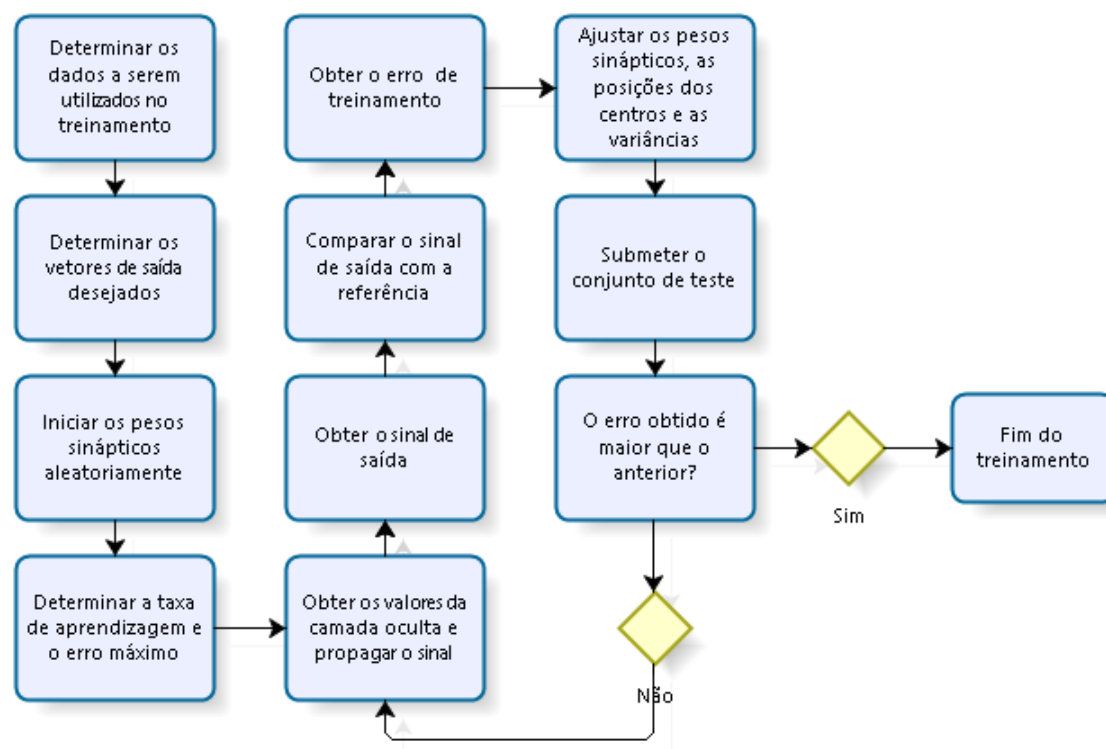 Determinar os
dados a serem
utilizados no
treinamento
Determinar os
vetores de saída
desejados
Iniciar os pesos
sinápticos
aleatoriamente
Determinar a taxa
de aprendizagem e
o erro máximo
Obter os valores da
camada oculta e
propagar o sinal
Obter o sinal de
saída
Comparar o sinal
de saída com a
referência
Obter o erro de
treinamento
Ajustar os pesos
sinápticos, as
posições dos
centros e as
variâncias
Submeter o
conjunto de teste
O erro obtido é
maior que o
anterior?
Sim
Fim do
treinamento
Não